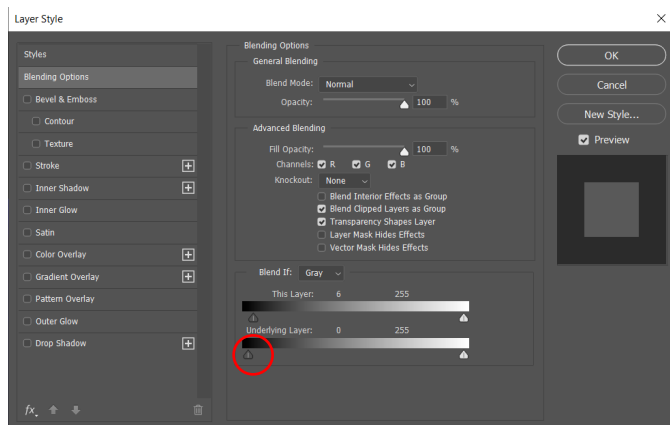 Layer Style
Styles
Blending Options
Bevel & Emboss
Contour
Texture
Stroke
Inner Shadow
Inner Glow
Satin
Color Overlay
Gradient Overlay
Pattern Overlay
Outer Glow
Drop Shadow
fx
Blending Options
General Blending
Blend Mode: Normal
Opacity: 100 %
Advanced Blending
Fill Opacity: 100 %
Channels: R G B
Knockout: None
Blend Interior Effects as Group
Blend Clipped Layers as Group
Transparency Shapes Layer
Layer Mask Hides Effects
Vector Mask Hides Effects
Blend If: Gray
This Layer: 6 255
Underlying Layer: 0 255
OK
Cancel
New Style...
Preview